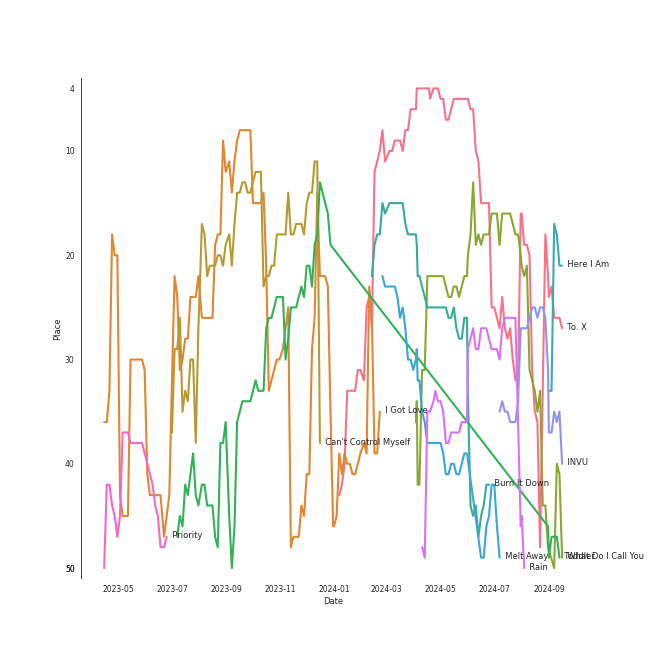 4
10
20
30
40
50
Place
Here I Am
To. X
I Got Love
Can't Control Myself
INVU
Burn It Down
Priority
Melt Away
What Do I Call You
Rain
2023-05
2023-07
2023-09
2023-11
2024-01
2024-03
2024-05
2024-07
2024-09
Date